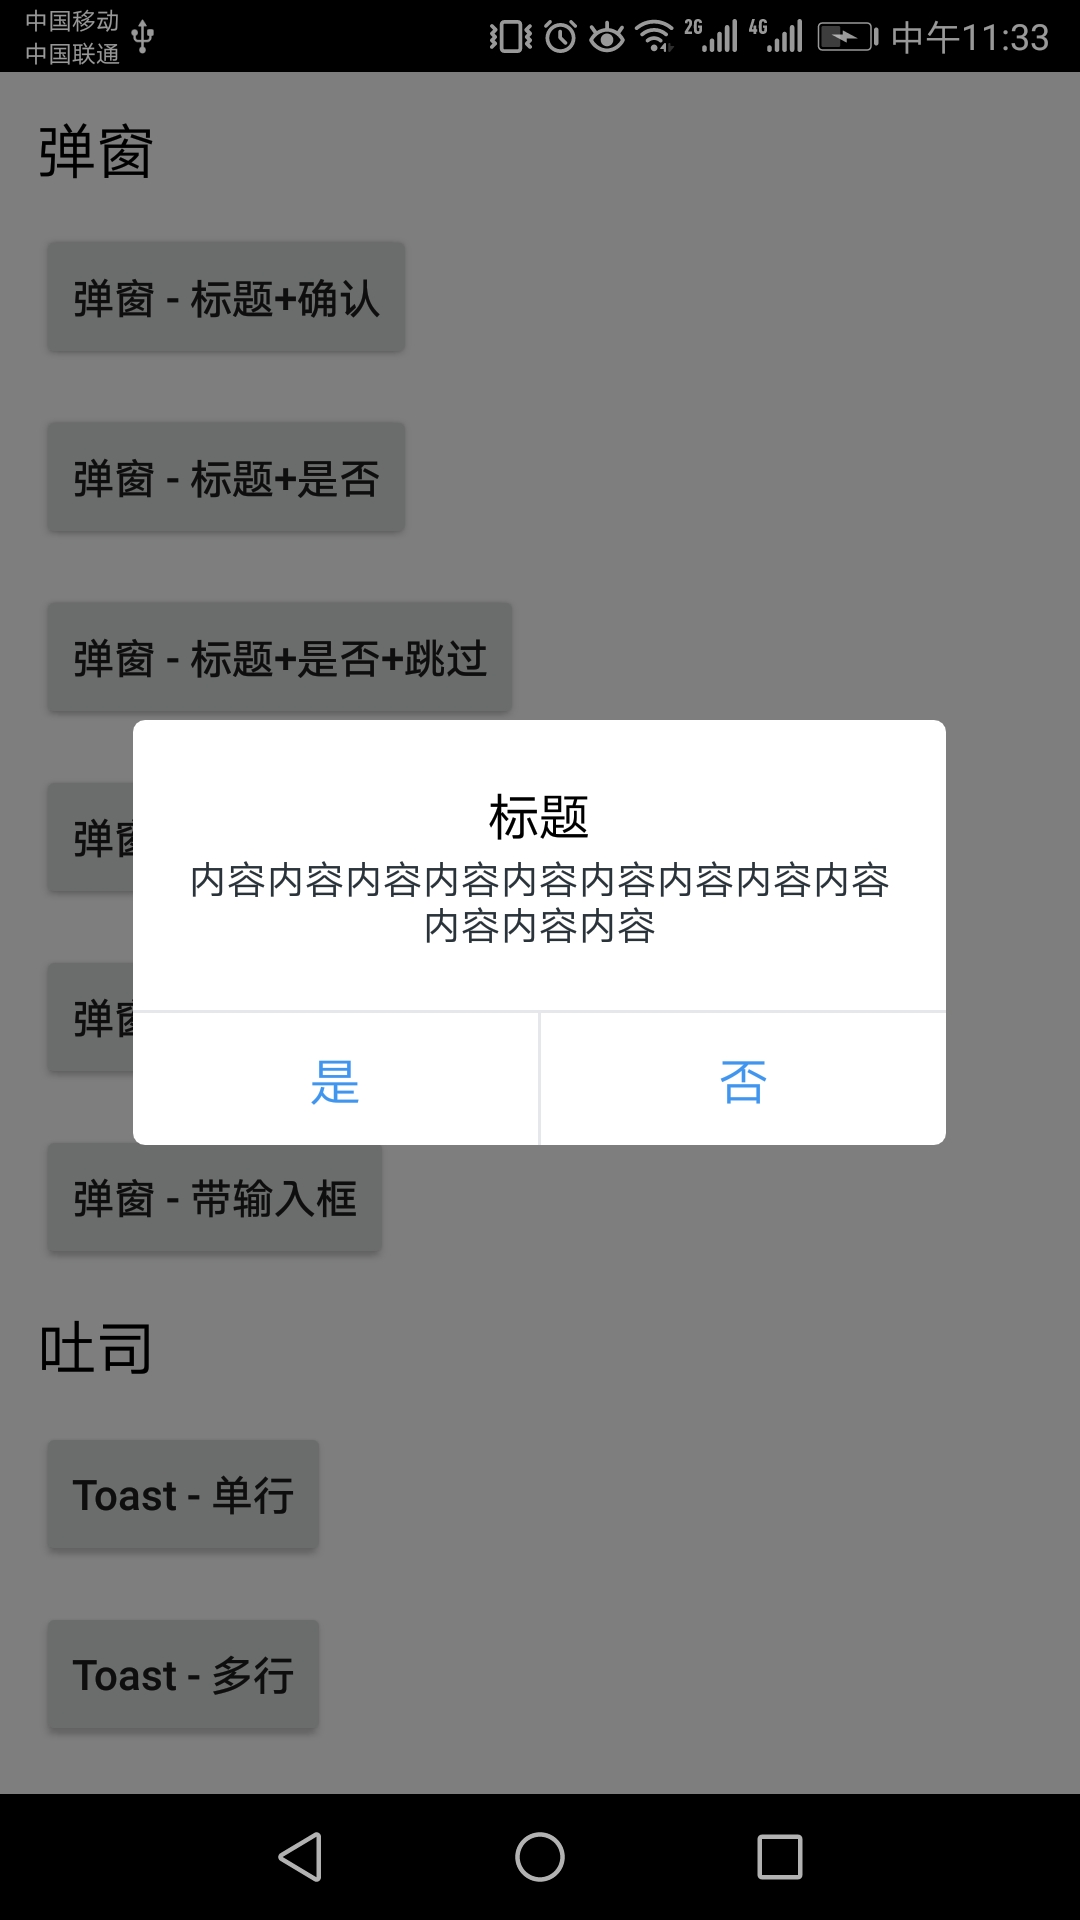 中国移动
中国联通
2G
4G
中午11:33
弹窗
弹窗 - 标题+确认
弹窗 - 标题+是否
弹窗 - 标题+是否+跳过
弹
弹
标题
内容内容内容内容内容内容内容内容内容
内容内容内容
是
否
弹窗 - 带输入框
吐司
Toast - 单行
Toast - 多行